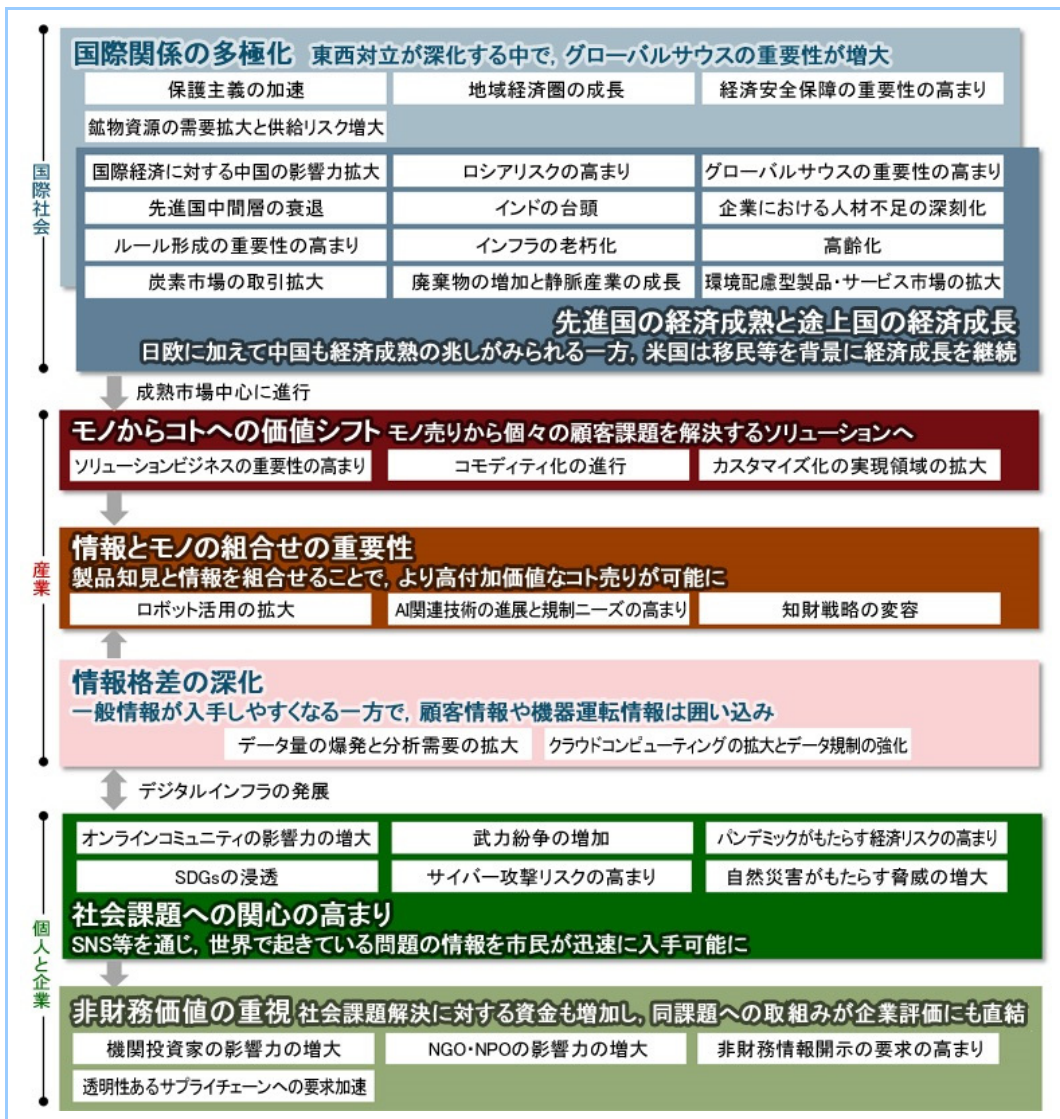 国際関係の多極化 東西対立が深化する中で，グローバルサウスの重要性が増大
保護主義の加速
地域経済圏の成長
経済安全保障の重要性の高まり
鉱物資源の需要拡大と供給リスク増大
国際社会
国際経済に対する中国の影響力拡大
ロシアリスクの高まり
グローバルサウスの重要性の高まり
先進国中間層の衰退
インドの台頭
企業における人材不足の深刻化
ルール形成の重要性の高まり
インフラの老朽化
高齢化
炭素市場の取引拡大
廃棄物の増加と静脈産業の成長
環境配慮型製品・サービス市場の拡大
先進国の経済成熟と途上国の経済成長
日欧に加えて中国も経済成熟の兆しがみられる一方，米国は移民等を背景に経済成長を継続
成熟市場中心に進行
産業
モノからコトへの価値シフト モノ売りから個々の顧客課題を解決するソリューションへ
ソリューションビジネスの重要性の高まり
コモディティ化の進行
カスタマイズ化の実現領域の拡大
情報とモノの組合せの重要性
製品知見と情報を組合せることで，より高付加価値なコト売りが可能に
ロボット活用の拡大
AI関連技術の進展と規制ニーズの高まり
知財戦略の変容
情報格差の深化
一般情報が入手しやすくなる一方で，顧客情報や機器運転情報は囲い込み
データ量の爆発と分析需要の拡大
クラウドコンピューティングの拡大とデータ規制の強化
デジタルインフラの発展
個人と企業
オンラインコミュニティの影響力の増大
武力紛争の増加
パンデミックがもたらす経済リスクの高まり
SDGsの浸透
サイバー攻撃リスクの高まり
自然災害がもたらす脅威の増大
社会課題への関心の高まり
SNS等を通じ，世界で起きている問題の情報を市民が迅速に入手可能に
非財務価値の重視 社会課題解決に対する資金も増加し，同課題への取組みが企業評価にも直結
機関投資家の影響力の増大
NGO・NPOの影響力の増大
非財務情報開示の要求の高まり
透明性あるサプライチェーンへの要求加速